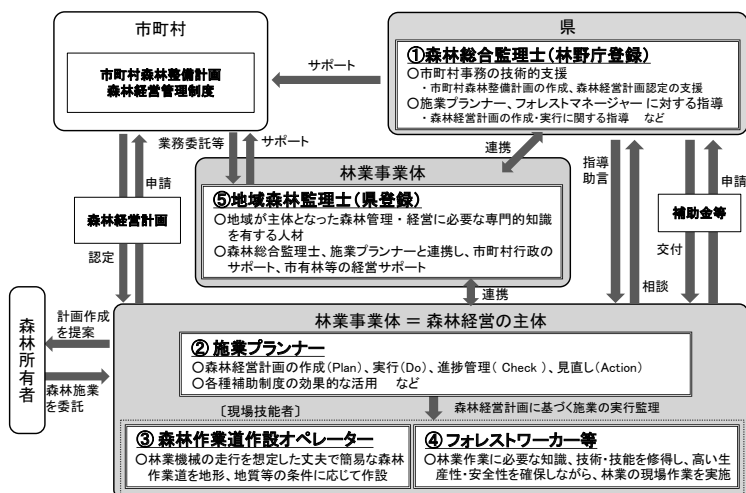 市町村
市町村森林整備計画
森林経営管理制度
サポート
県
①森林総合監理士(林野庁登録)
○市町村事務の技術的支援
・市町村森林整備計画の作成、森林経営計画認定の支援
○施業プランナー、フォレストマネージャー に対する指導
・森林経営計画の作成・実行に関する指導 など
業務委託等
サポート
連携
林業事業体
⑤地域森林監理士(県登録)
○地域が主体となった森林管理・経営に必要な専門的知識
を有する人材
○森林総合監理士、施業プランナーと連携し、市町村行政の
サポート、市有林等の経営サポート
申請
森林経営計画
認定
指導
助言
申請
補助金等
交付
相談
連携
森林所有者
計画作成
を提案
森林施業
を委託
林業事業体 = 森林経営の主体
② 施業プランナー
○森林経営計画の作成(Plan)、実行(Do)、進捗管理( Check )、見直し(Action)
○各種補助制度の効果的な活用 など
〔現場技能者〕
森林経営計画に基づく施業の実行監理
③ 森林作業道作設オペレーター
○林業機械の走行を想定した丈夫で簡易な森林
作業道を地形、地質等の条件に応じて作設
④ フォレストワーカー等
○林業作業に必要な知識、技術・技能を修得し、高い生
産性・安全性を確保しながら、林業の現場作業を実施